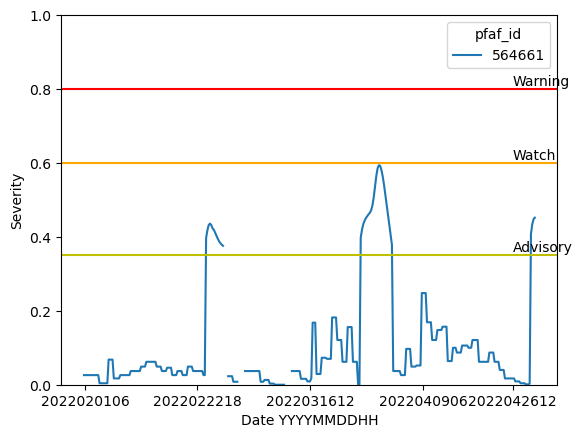 pfaf_id
564661
1.0
0.8
0.6
0.4
0.2
0.0
Severity
Warning
Watch
Advisory
2022020106
2022022218
2022031612
2022040906
2022042612
Date YYYYMMDDHH